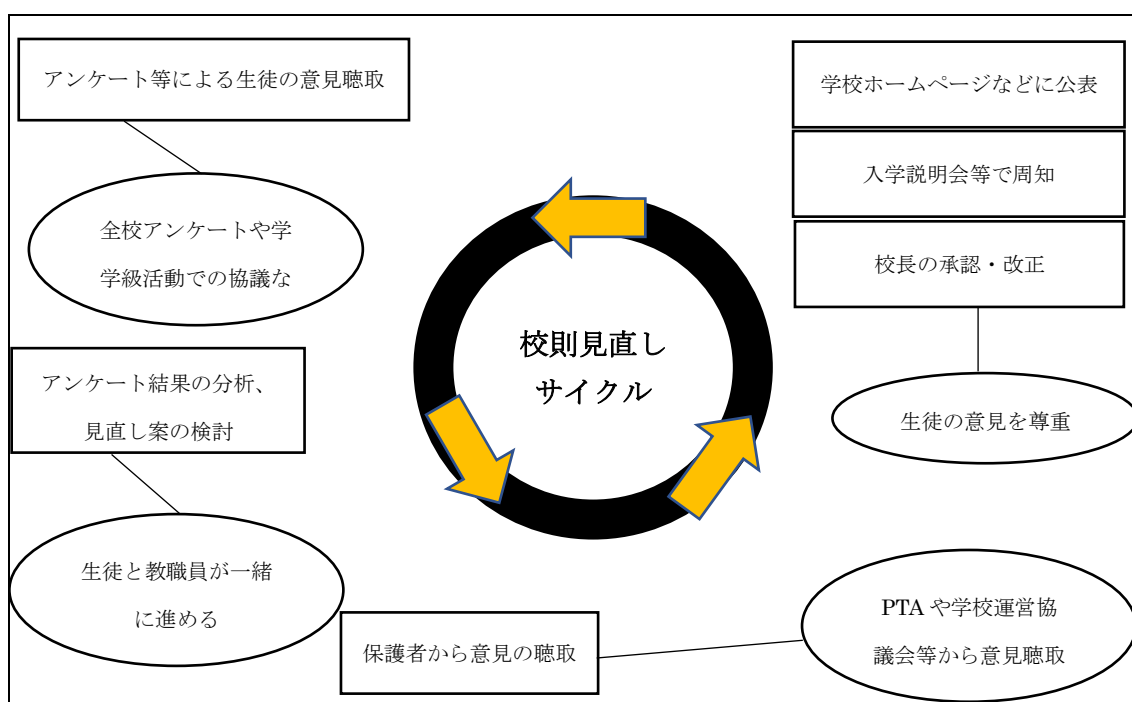 アンケート等による生徒の意見聴取
全校アンケートや学
学級活動での協議な
アンケート結果の分析、
見直し案の検討
生徒と教職員が一緒
に進める
保護者から意見の聴取
PTA や学校運営協
議会等から意見聴取
学校ホームページなどに公表
入学説明会等で周知
校長の承認・改正
生徒の意見を尊重
校則見直し
サイクル